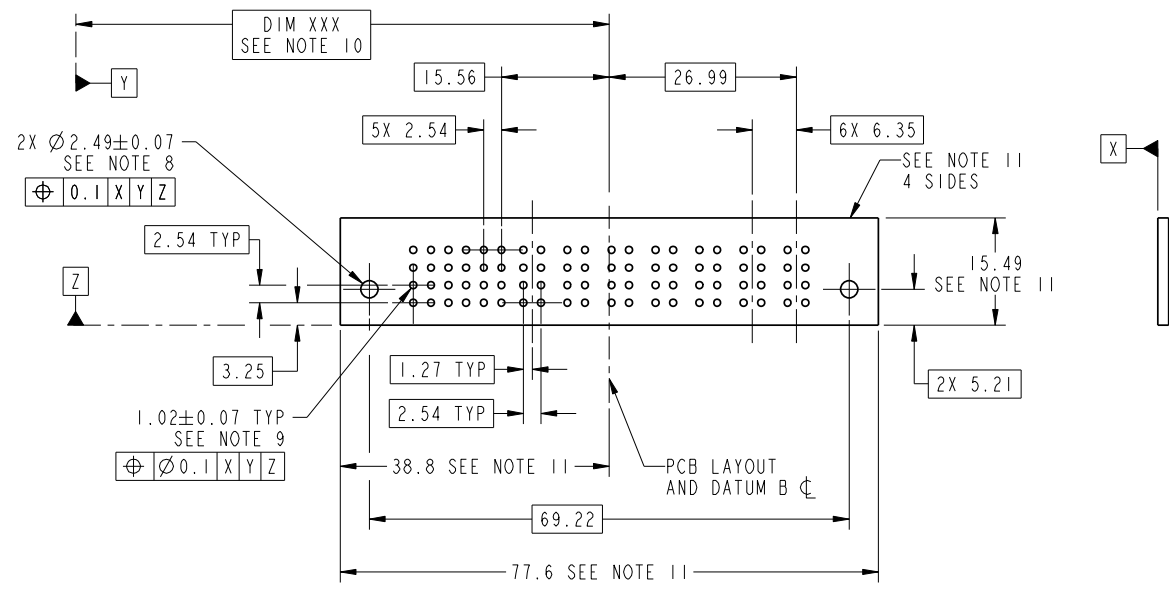 DIM XXX
SEE NOTE 10
Y
15.56
26.99
5X 2.54
6X 6.35
X
2X Ø2.49±0.07
SEE NOTE 8
⌖ 0.1 X Y Z
SEE NOTE 11
4 SIDES
2.54 TYP
Z
15.49
SEE NOTE 11
3.25
1.27 TYP
2X 5.21
2.54 TYP
1.02±0.07 TYP
SEE NOTE 9
⌖ Ø0.1 X Y Z
38.8 SEE NOTE 11
PCB LAYOUT
AND DATUM B ℄
69.22
77.6 SEE NOTE 11